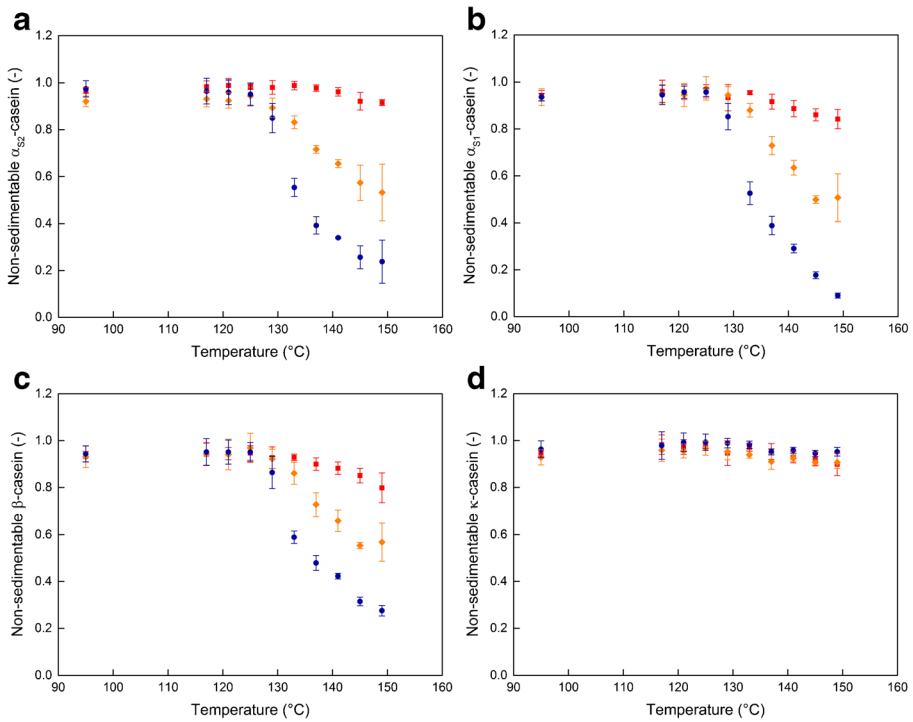 a
1.2
1.0
0.8
0.6
0.4
0.2
0.0
Non-sedimentable α_S2-casein (-)
90 100 110 120 130 140 150 160
Temperature (°C)
b
1.2
1.0
0.8
0.6
0.4
0.2
0.0
Non-sedimentable α_S1-casein (-)
90 100 110 120 130 140 150 160
Temperature (°C)
c
1.2
1.0
0.8
0.6
0.4
0.2
0.0
Non-sedimentable β-casein (-)
90 100 110 120 130 140 150 160
Temperature (°C)
d
1.2
1.0
0.8
0.6
0.4
0.2
0.0
Non-sedimentable κ-casein (-)
90 100 110 120 130 140 150 160
Temperature (°C)